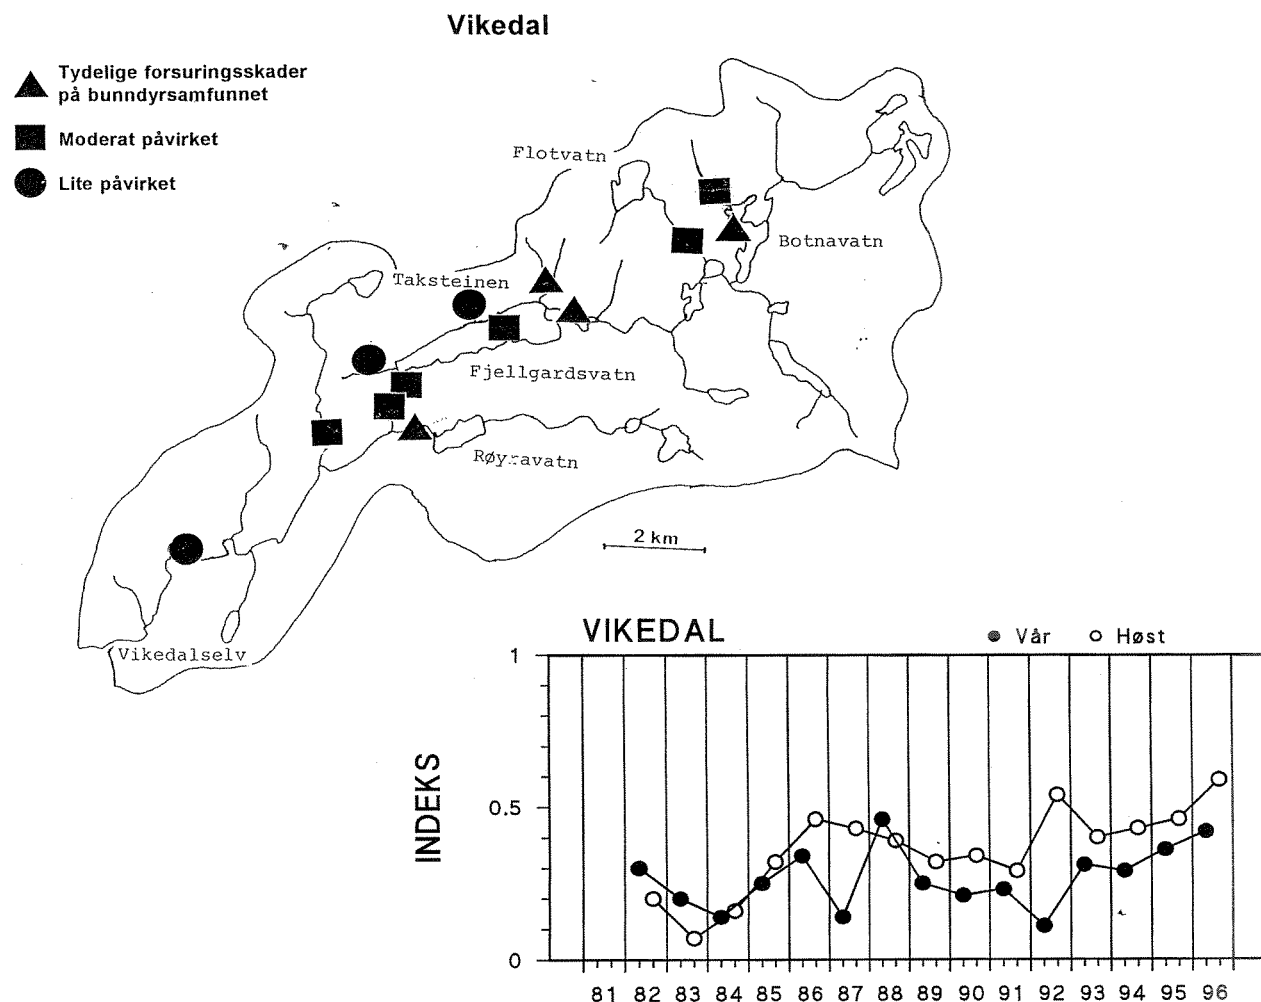 Vikedal
Tydelige forsuringsskader
på bunndyrsamfunnet
Moderat påvirket
Lite påvirket
Flotvatn
Botnavatn
Taksteinen
Fjellgardsvatn
Røyravatn
2 km
Vikedalselv
VIKEDAL
Vår
Høst
INDEKS
1
0.5
0
81 82 83 84 85 86 87 88 89 90 91 92 93 94 95 96